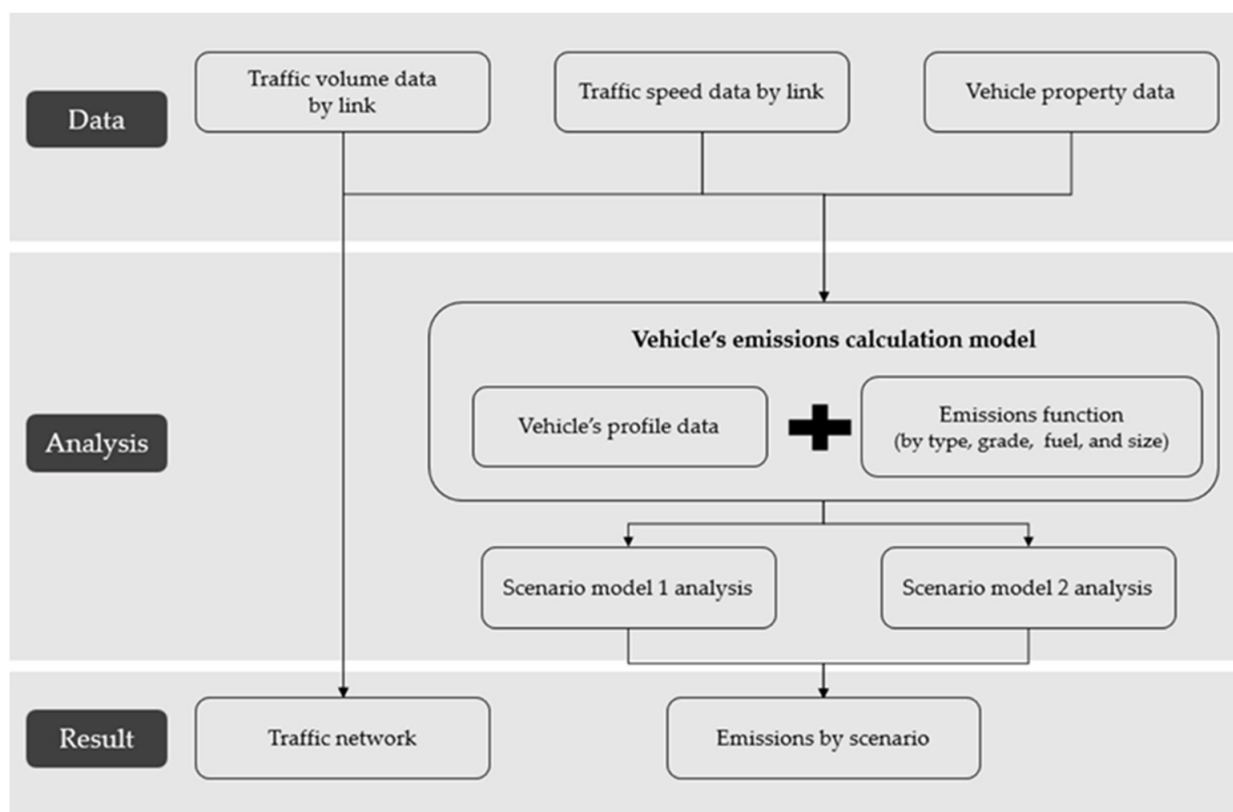 Data
Traffic volume data
by link
Traffic speed data by link
Vehicle property data
Analysis
Vehicle's emissions calculation model
Vehicle's profile data
Emissions function
(by type, grade, fuel, and size)
Scenario model 1 analysis
Scenario model 2 analysis
Result
Traffic network
Emissions by scenario